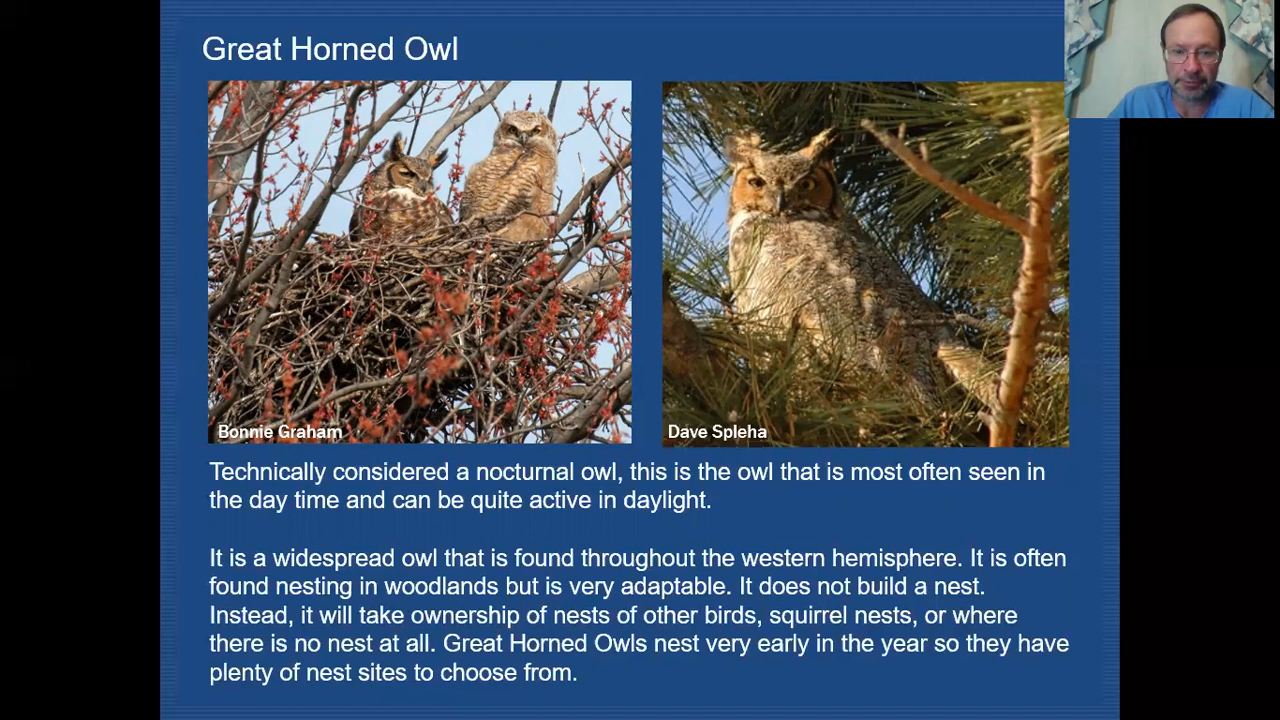 Great Horned Owl
Bonnie Graham
Dave Spleha
Technically considered a nocturnal owl, this is the owl that is most often seen in
the day time and can be quite active in daylight.
It is a widespread owl that is found throughout the western hemisphere. It is often
found nesting in woodlands but is very adaptable. It does not build a nest.
Instead, it will take ownership of nests of other birds, squirrel nests, or where
there is no nest at all. Great Horned Owls nest very early in the year so they have
plenty of nest sites to choose from.